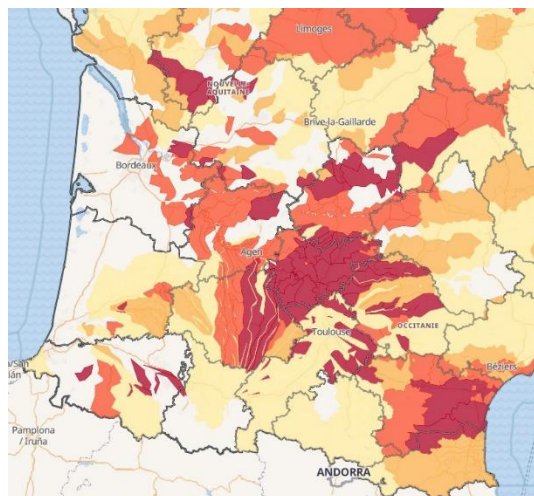 Limoges
NOUVELLE-
AQUITAINE
Brive-la-Gaillarde
Bordeaux
Agen
Toulouse
OCCITANIE
Béziers
Pamplona
/ Iruña
ANDORRA